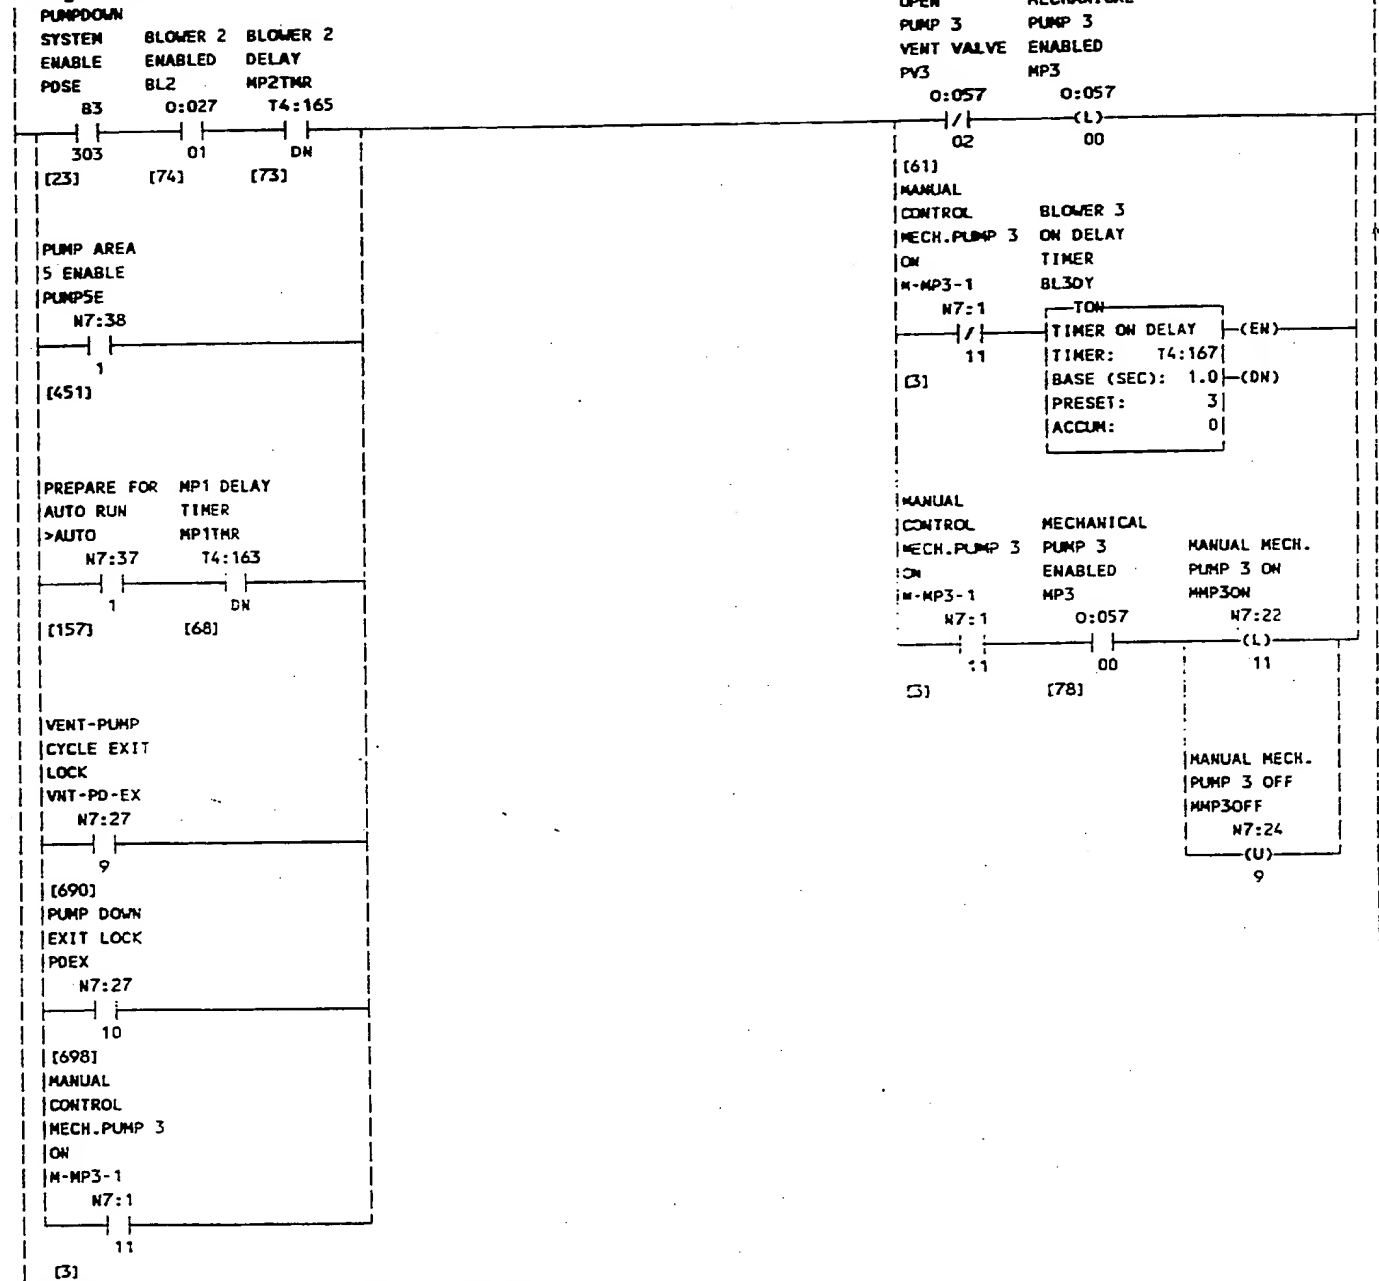 PUMPDOWN
SYSTEM BLOWER 2 BLOWER 2
ENABLE ENABLED DELAY
PDSE BL2 MP2TMR
B3 O:027 T4:165
303 01 DN
[23] [74] [73]
PUMP AREA
5 ENABLE
PUMP5E
N7:38
1
[451]
PREPARE FOR MP1 DELAY
AUTO RUN TIMER
>AUTO MP1TMR
N7:37 T4:163
1 DN
[157] [68]
VENT-PUMP
CYCLE EXIT
LOCK
VNT-PD-EX
N7:27
9
[690]
PUMP DOWN
EXIT LOCK
PDEX
N7:27
10
[698]
MANUAL
CONTROL
MECH.PUMP 3
ON
M-MP3-1
N7:1
11
[3]
OPEN MECHANICAL
PUMP 3 PUMP 3
VENT VALVE ENABLED
PV3 MP3
O:057 O:057
/ (L)
02 00
[61]
MANUAL
CONTROL BLOWER 3
MECH.PUMP 3 ON DELAY
ON TIMER
M-MP3-1 BL3DY
N7:1 TON
/ TIMER ON DELAY (EN)
11 TIMER: T4:167
[3] BASE (SEC): 1.0 (DN)
PRESET: 3
ACCUM: 0
MANUAL
CONTROL MECHANICAL
MECH.PUMP 3 PUMP 3 MANUAL MECH.
ON ENABLED PUMP 3 ON
M-MP3-1 MP3 MMP3ON
N7:1 O:057 N7:22
(L)
11 00 11
[3] [78]
MANUAL MECH.
PUMP 3 OFF
MMP3OFF
N7:24
(U)
9